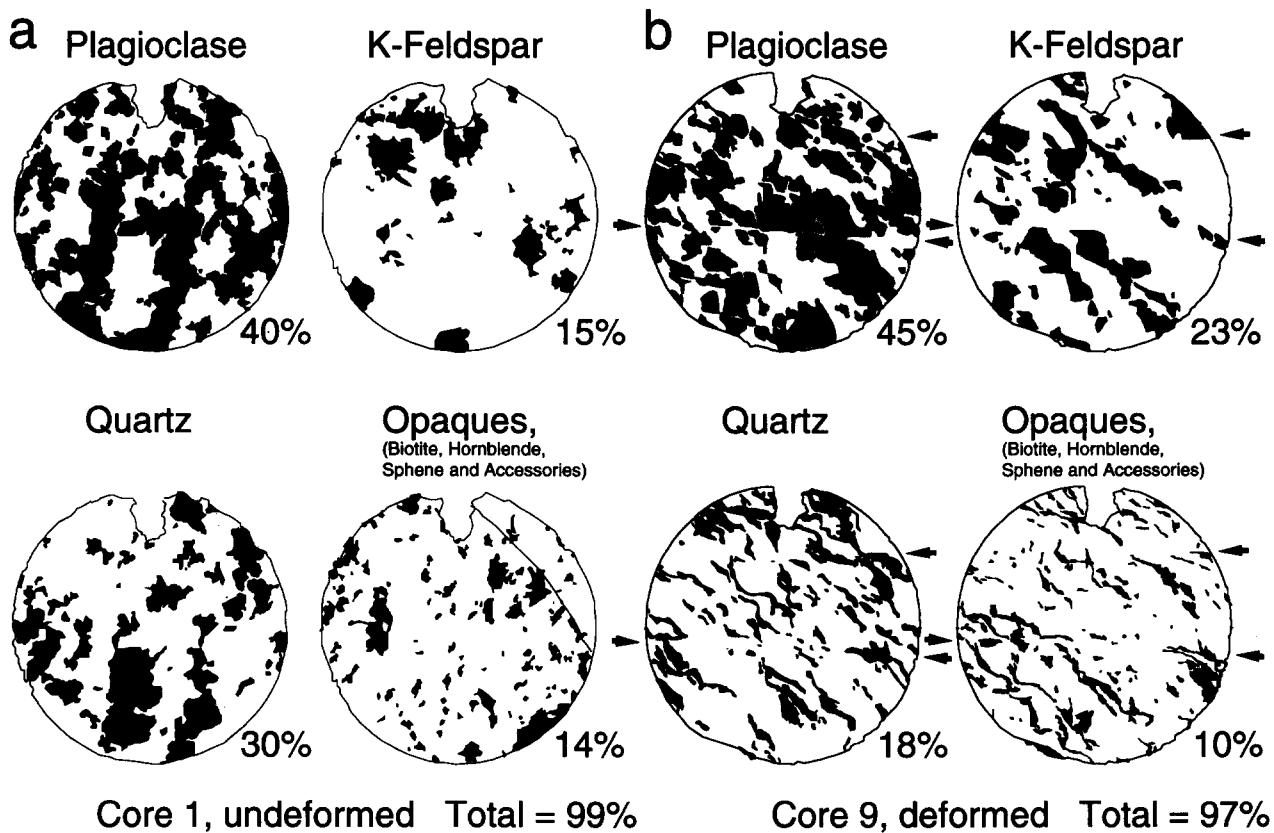 a
Plagioclase
40%
K-Feldspar
15%
Quartz
30%
Opaques,
(Biotite, Hornblende,
Sphene and Accessories)
14%
Core 1, undeformed Total = 99%
b
Plagioclase
45%
K-Feldspar
23%
Quartz
18%
Opaques,
(Biotite, Hornblende,
Sphene and Accessories)
10%
Core 9, deformed Total = 97%